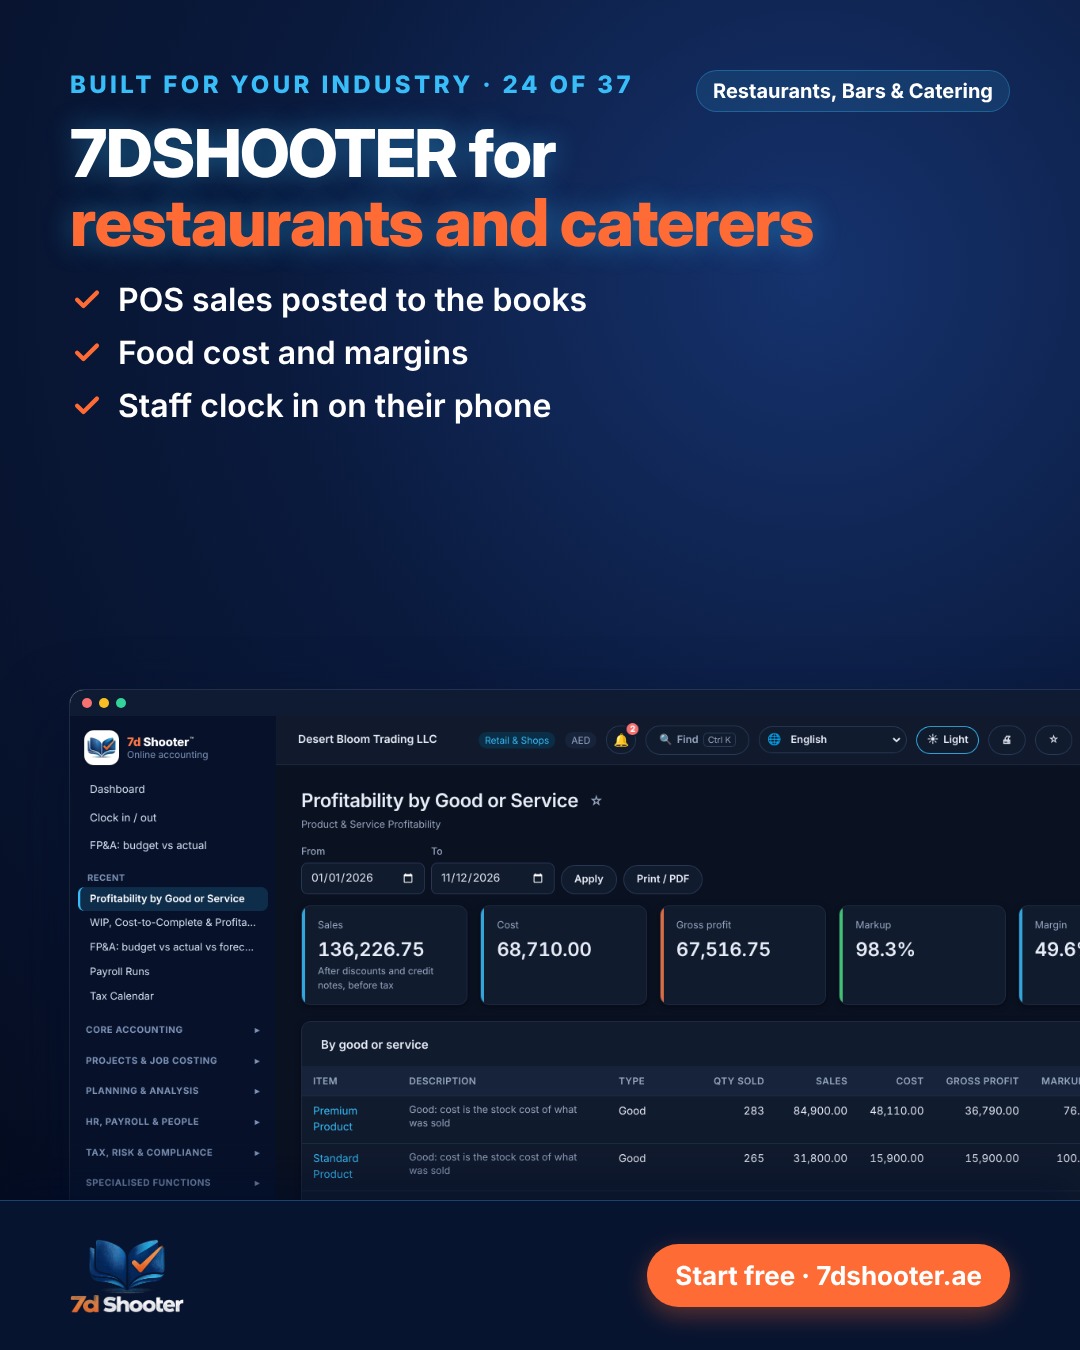 BUILT FOR YOUR INDUSTRY · 24 OF 37
Restaurants, Bars & Catering
7DSHOOTER for
restaurants and caterers
POS sales posted to the books
Food cost and margins
Staff clock in on their phone
7d Shooter™
Online accounting
Desert Bloom Trading LLC
Retail & Shops
AED
2
Find Ctrl K
English
Light
Dashboard
Clock in / out
FP&A: budget vs actual
RECENT
Profitability by Good or Service
WIP, Cost-to-Complete & Profita...
FP&A: budget vs actual vs forec...
Payroll Runs
Tax Calendar
CORE ACCOUNTING
PROJECTS & JOB COSTING
PLANNING & ANALYSIS
HR, PAYROLL & PEOPLE
TAX, RISK & COMPLIANCE
SPECIALISED FUNCTIONS
Profitability by Good or Service
Product & Service Profitability
From To
01/01/2026 11/12/2026 Apply Print / PDF
Sales
136,226.75
After discounts and credit
notes, before tax
Cost
68,710.00
Gross profit
67,516.75
Markup
98.3%
Margin
49.6%
By good or service
ITEM DESCRIPTION TYPE QTY SOLD SALES COST GROSS PROFIT MARKU
Premium Good: cost is the stock cost of what Good 283 84,900.00 48,110.00 36,790.00 76.
Product was sold
Standard Good: cost is the stock cost of what Good 265 31,800.00 15,900.00 15,900.00 100.
Product was sold
7d Shooter
Start free · 7dshooter.ae